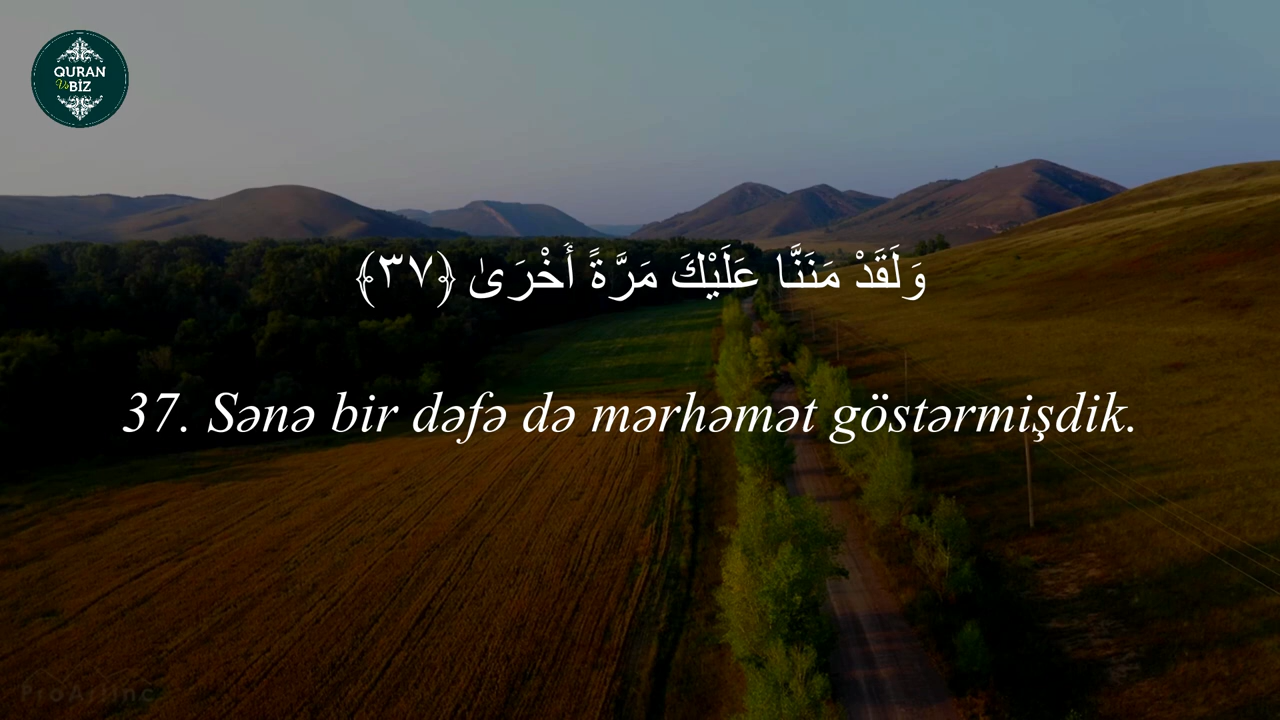 QURAN
Və
BİZ
وَلَقَدْ مَنَنَّا عَلَيْكَ مَرَّةً أُخْرَىٰ ﴿٣٧﴾
37. Sənə bir dəfə də mərhəmət göstərmişdik.
ProArtInc